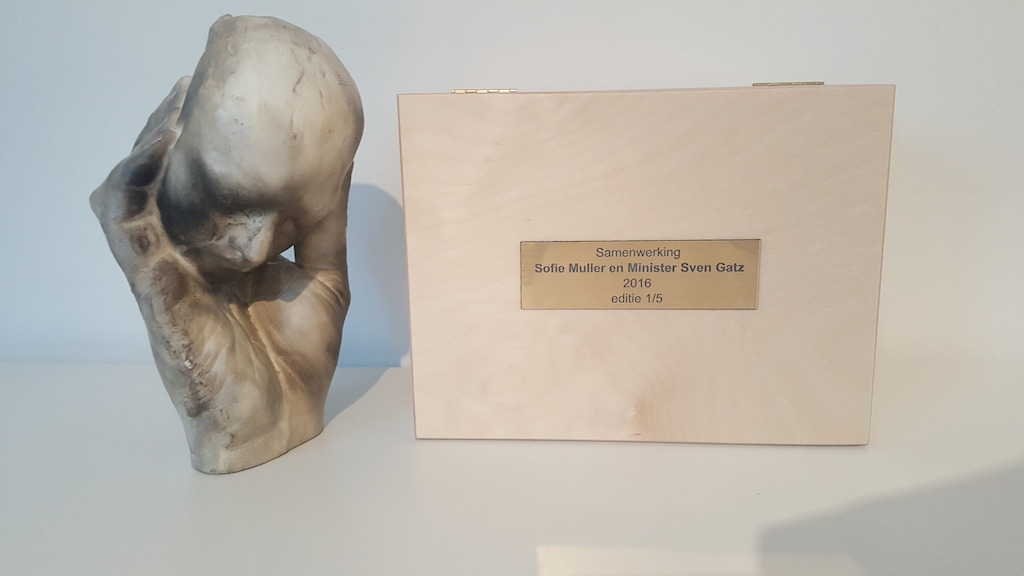 Samenwerking
Sofie Muller en Minister Sven Gatz
2016
editie 1/5